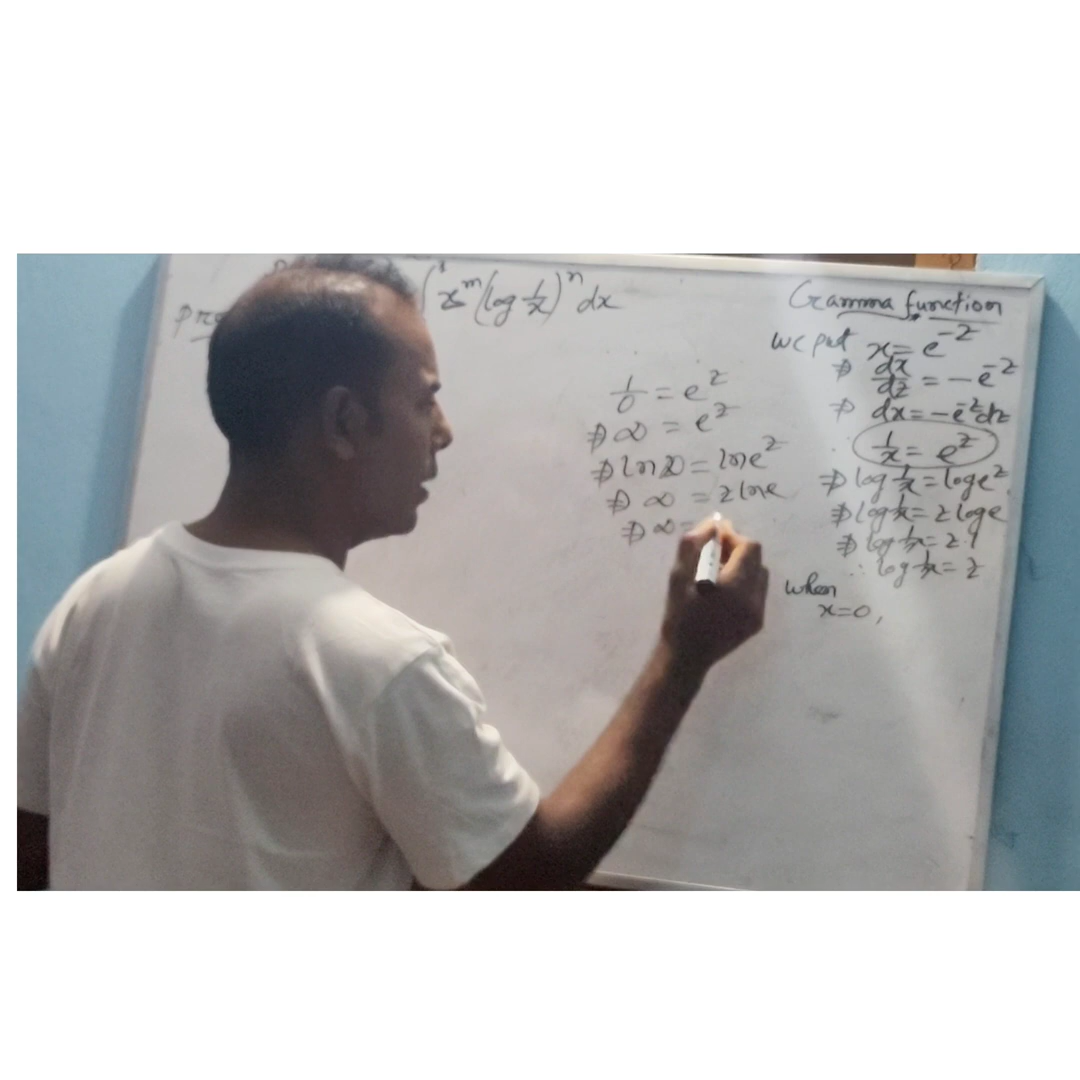 ∫¹ x^m (log 1/x)^n dx
Gamma function
we put x = e^-z
⇒ dx/dz = -e^-z
⇒ dx = -e^-z dz
1/x = e^z
⇒ log 1/x = log e^z
⇒ log 1/x = z log e
⇒ log 1/x = z.1
∴ log 1/x = z
when
x=0,
1/0 = e^z
⇒ ∞ = e^z
⇒ ln ∞ = ln e^z
⇒ ∞ = z ln e
⇒ ∞ =